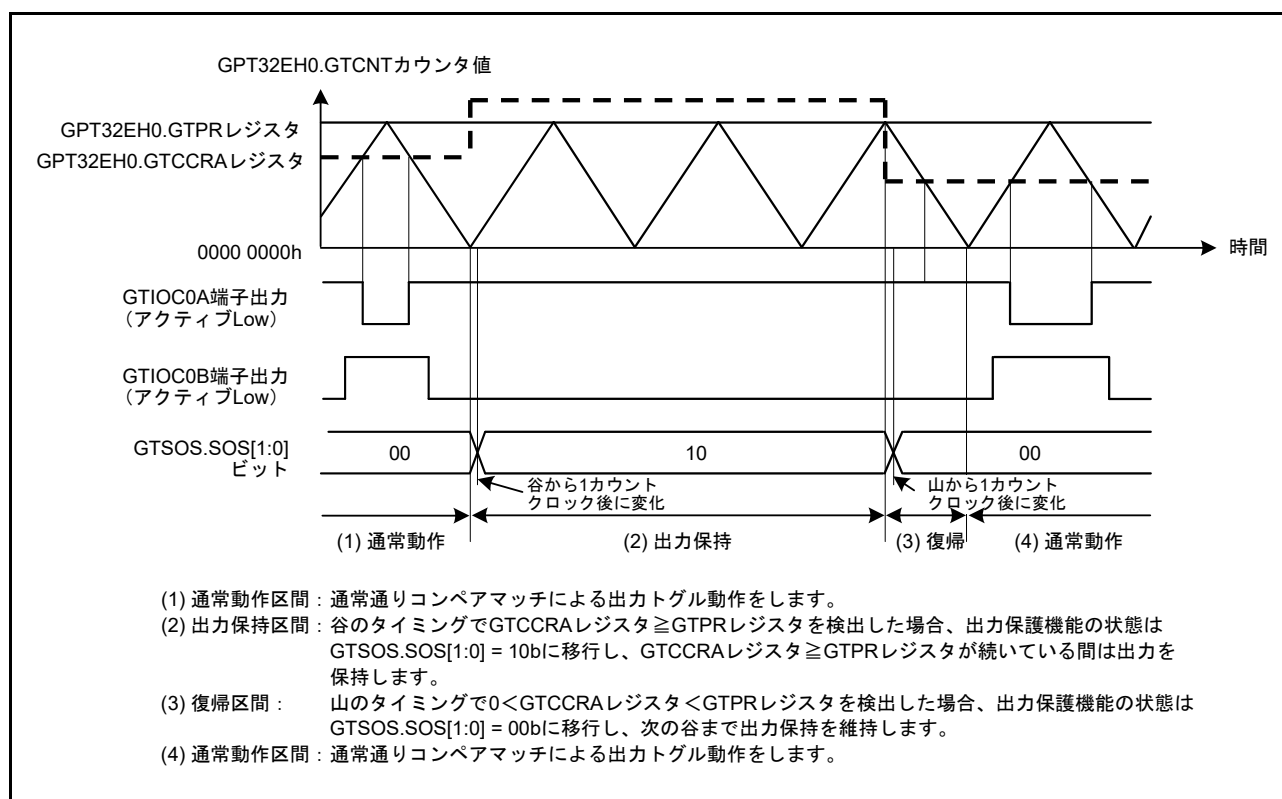 GPT32EH0.GTCNTカウンタ値
GPT32EH0.GTPRレジスタ
GPT32EH0.GTCCRAレジスタ
0000 0000h
時間
GTIOC0A端子出力
（アクティブLow）
GTIOC0B端子出力
（アクティブLow）
GTSOS.SOS[1:0]
ビット
00
10
00
谷から1カウント
クロック後に変化
山から1カウント
クロック後に変化
(1) 通常動作
(2) 出力保持
(3) 復帰
(4) 通常動作
(1) 通常動作区間：通常通りコンペアマッチによる出力トグル動作をします。
(2) 出力保持区間：谷のタイミングでGTCCRAレジスタ≧GTPRレジスタを検出した場合、出力保護機能の状態は
GTSOS.SOS[1:0] = 10bに移行し、GTCCRAレジスタ≧GTPRレジスタが続いている間は出力を
保持します。
(3) 復帰区間： 山のタイミングで0＜GTCCRAレジスタ＜GTPRレジスタを検出した場合、出力保護機能の状態は
GTSOS.SOS[1:0] = 00bに移行し、次の谷まで出力保持を維持します。
(4) 通常動作区間：通常通りコンペアマッチによる出力トグル動作をします。